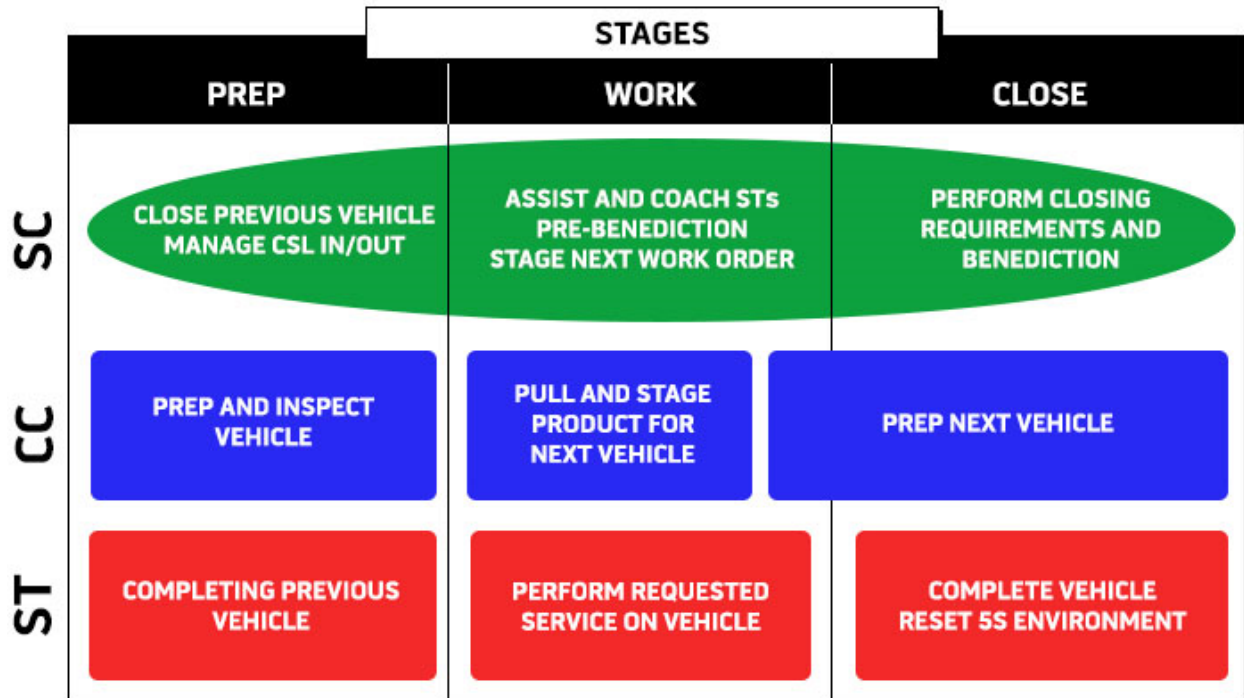 STAGES
PREP
WORK
CLOSE
SC
CLOSE PREVIOUS VEHICLE
MANAGE CSL IN/OUT
ASSIST AND COACH STs
PRE-BENEDICTION
STAGE NEXT WORK ORDER
PERFORM CLOSING
REQUIREMENTS AND
BENEDICTION
CC
PREP AND INSPECT
VEHICLE
PULL AND STAGE
PRODUCT FOR
NEXT VEHICLE
PREP NEXT VEHICLE
ST
COMPLETING PREVIOUS
VEHICLE
PERFORM REQUESTED
SERVICE ON VEHICLE
COMPLETE VEHICLE
RESET 5S ENVIRONMENT